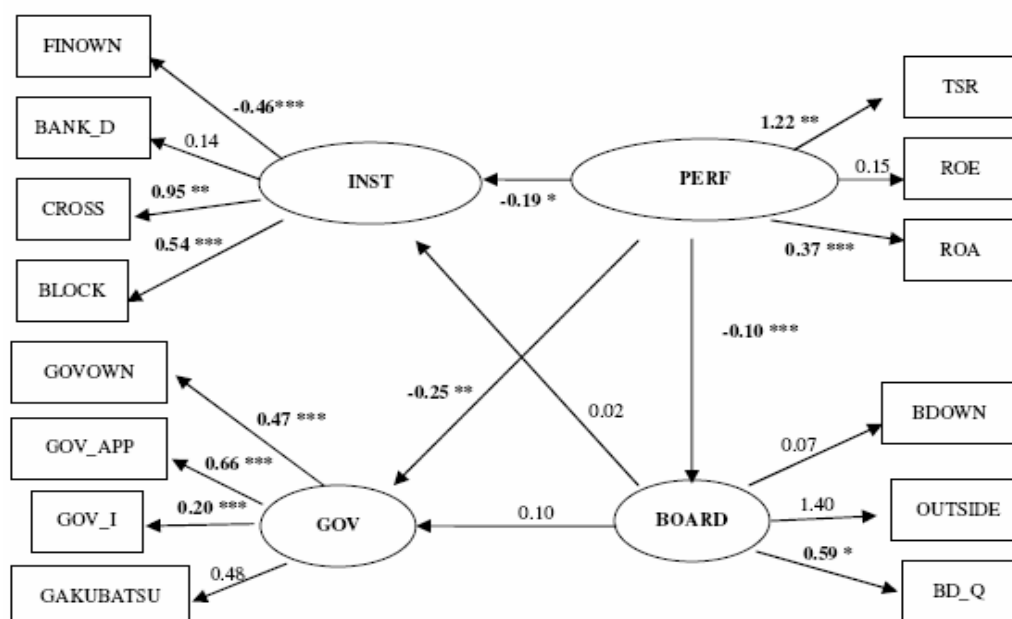 FINOWN
TSR
-0.46***
BANK_D
0.14
1.22 **
INST
PERF
0.15
ROE
CROSS
0.95 **
-0.19 *
0.54 ***
0.37 ***
ROA
BLOCK
-0.10 ***
GOVOWN
-0.25 **
0.47 ***
0.02
BDOWN
GOV_APP
0.07
0.66 ***
GOV_I
0.20 ***
GOV
0.10
BOARD
1.40
OUTSIDE
0.59 *
0.48
GAKUBATSU
BD_Q